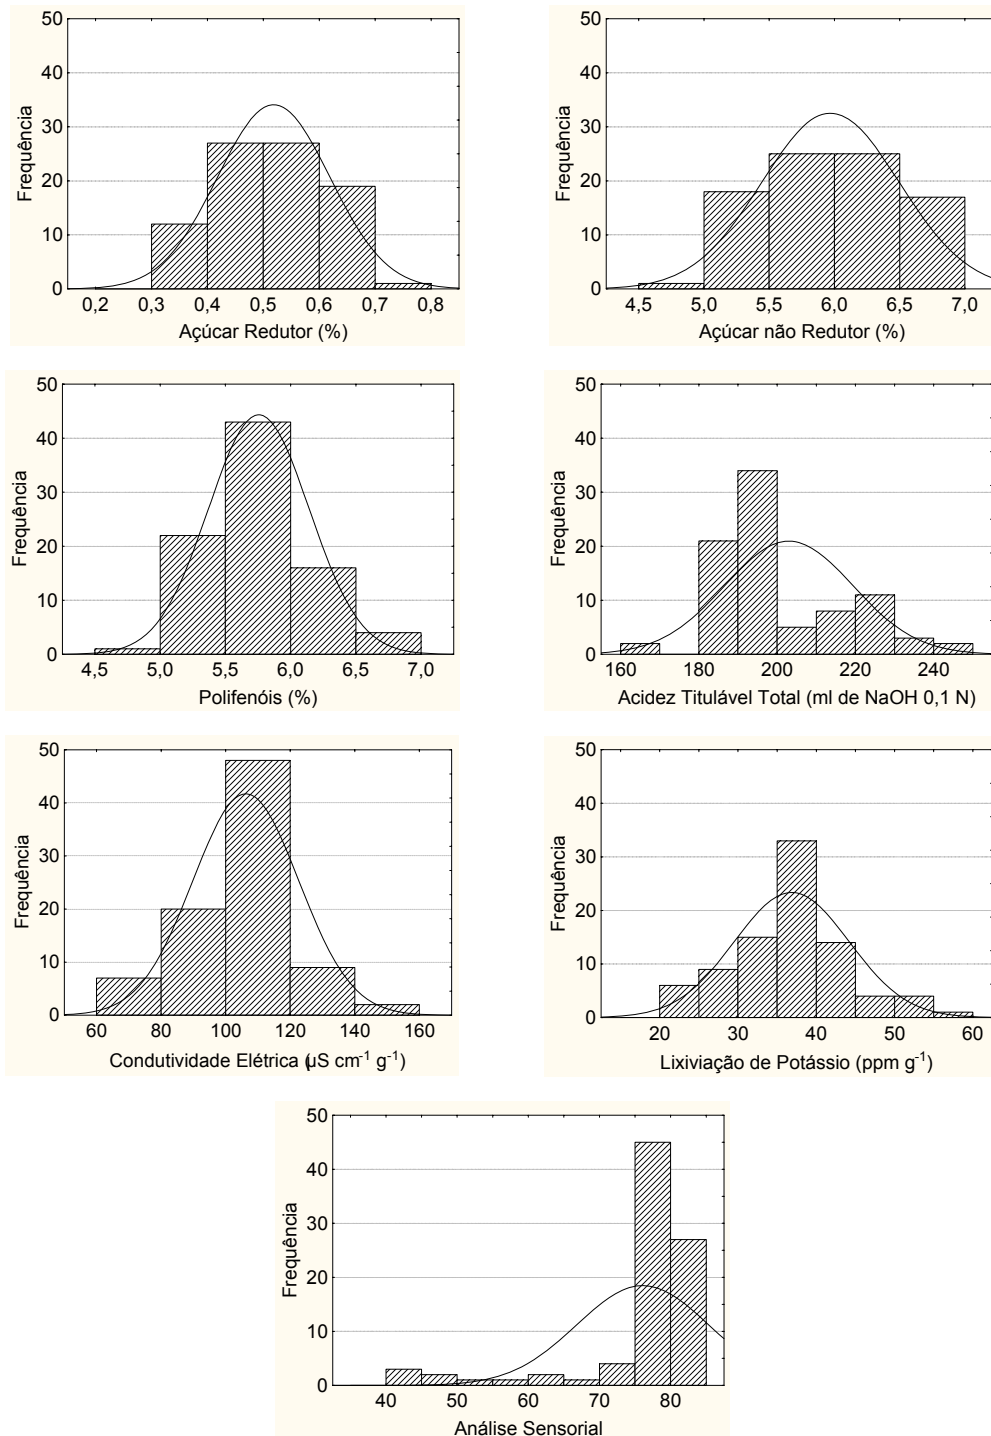 50
40
30
20
10
0
Frequência
0,2 0,3 0,4 0,5 0,6 0,7 0,8
Açúcar Redutor (%)
50
40
30
20
10
0
Frequência
4,5 5,0 5,5 6,0 6,5 7,0
Açúcar não Redutor (%)
50
40
30
20
10
0
Frequência
4,5 5,0 5,5 6,0 6,5 7,0
Polifenóis (%)
50
40
30
20
10
0
Frequência
160 180 200 220 240
Acidez Titulável Total (ml de NaOH 0,1 N)
50
40
30
20
10
0
Frequência
60 80 100 120 140 160
Condutividade Elétrica (µS cm⁻¹ g⁻¹)
50
40
30
20
10
0
Frequência
20 30 40 50 60
Lixiviação de Potássio (ppm g⁻¹)
50
40
30
20
10
0
Frequência
40 50 60 70 80
Análise Sensorial